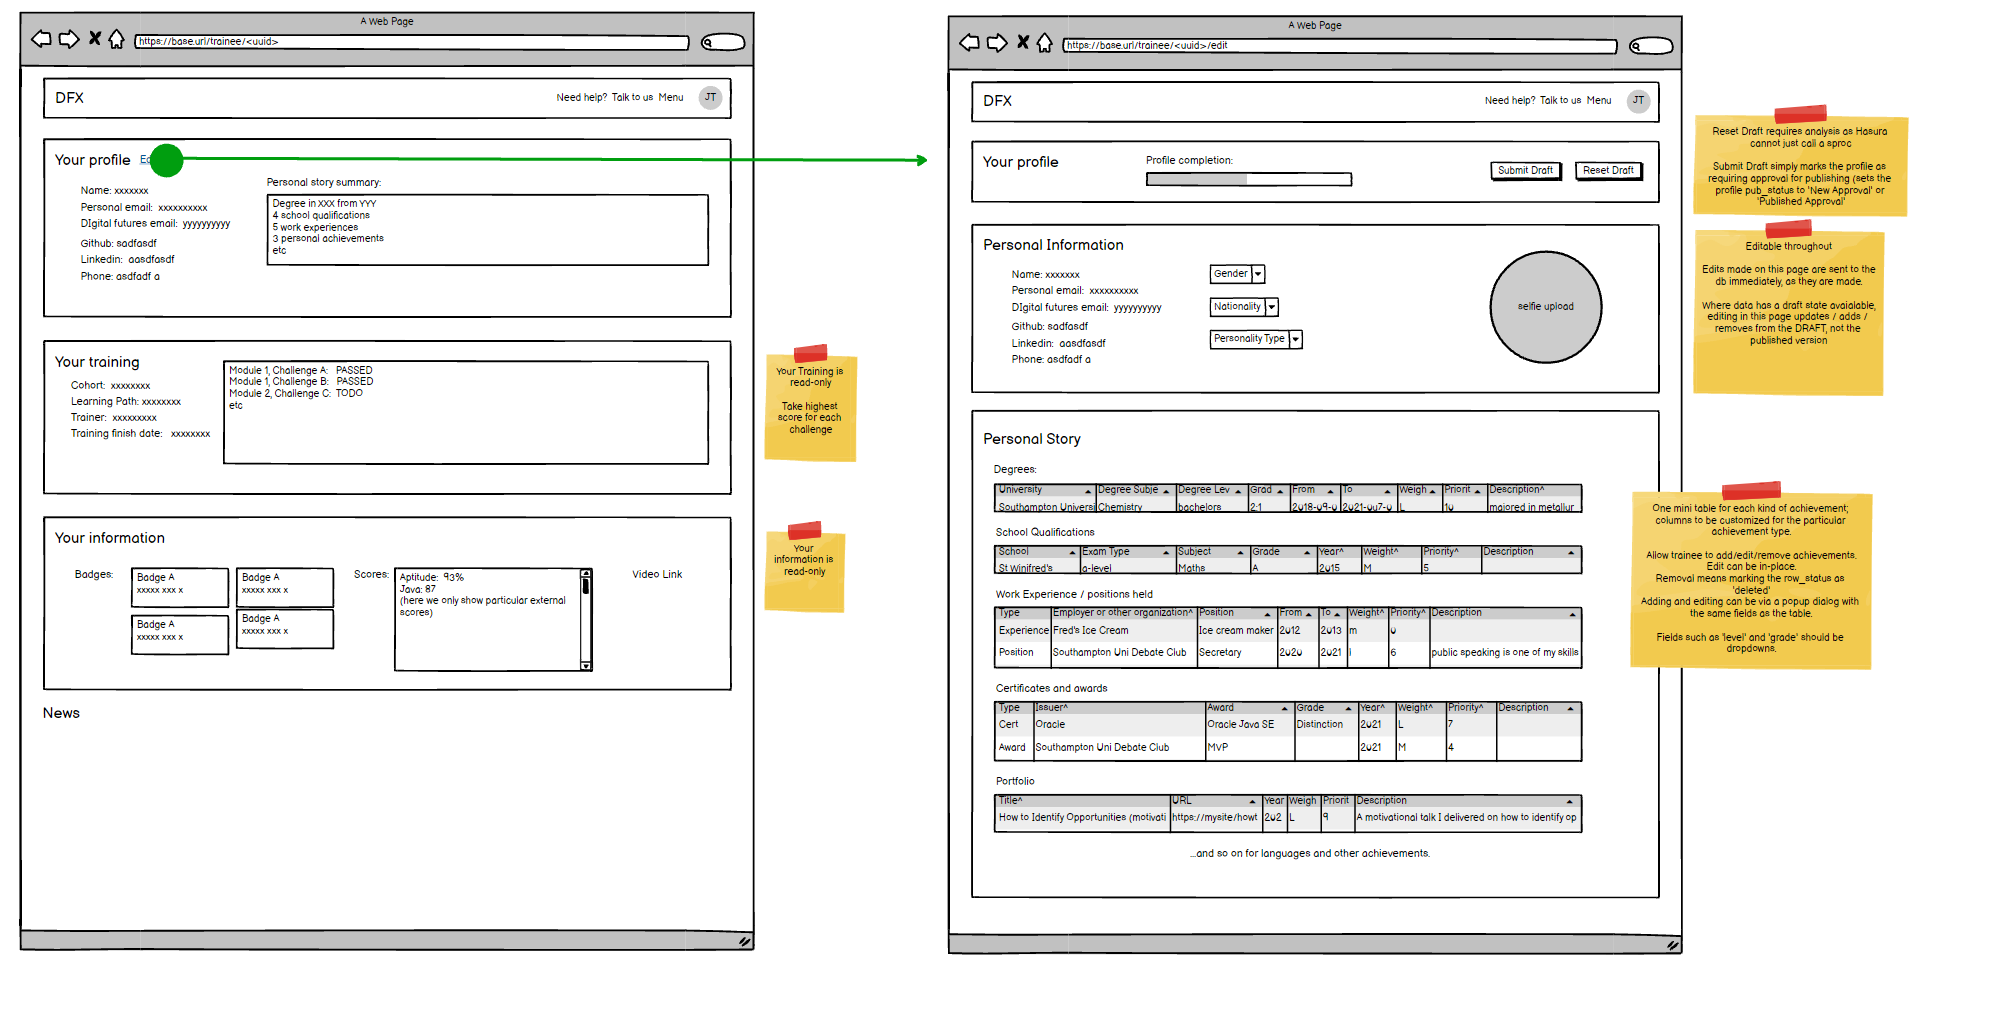 A Web Page
https://base.url/trainee/<uuid>
DFX
Need help? Talk to us Menu
JT
Your profile
Name: xxxxxxx
Personal email: xxxxxxxxxx
DIgital futures email: yyyyyyyyyy
Github: sadfasdf
Linkedin: aasdfasdf
Phone: asdfadf a
Personal story summary:
Degree in XXX from YYY
4 school qualifications
5 work experiences
3 personal achievements
etc
Your training
Cohort: xxxxxxxx
Learning Path: xxxxxxxx
Trainer: xxxxxxxxx
Training finish date: xxxxxxxx
Module 1, Challenge A: PASSED
Module 1, Challenge B: PASSED
Module 2, Challenge C: TODO
etc
Your Training is
read-only
Take highest
score for each
challenge
Your information
Badges:
Badge A
xxxxx xxx x
Badge A
xxxxx xxx x
Badge A
xxxxx xxx x
Badge A
xxxxx xxx x
Scores:
Aptitude: 93%
Java: 87
(here we only show particular external
scores)
Video Link
Your
information is
read-only
News
A Web Page
https://base.url/trainee/<uuid>/edit
DFX
Need help? Talk to us Menu
JT
Your profile
Profile completion:
Submit Draft
Reset Draft
Reset Draft requires analysis as Hasura
cannot just call a sproc
Submit Draft simply marks the profile as
requiring approval for publishing (sets the
profile pub_status to 'New Approval' or
'Published Approval'
Personal Information
Name: xxxxxxx
Personal email: xxxxxxxxxx
DIgital futures email: yyyyyyyyyy
Github: sadfasdf
Linkedin: aasdfasdf
Phone: asdfadf a
Gender
Nationality
Personality Type
selfie upload
Editable throughout
Edits made on this page are sent to the
db immediately, as they are made.
Where data has a draft state avaialable,
editing in this page updates / adds /
removes from the DRAFT, not the
published version
Personal Story
Degrees:
University Degree Subje Degree Lev Grad From To Weigh Priorit Description^
Southampton Universi Chemistry bachelors 2:1 2018-09-0 2021-007-0 L 10 majored in metallur
School Qualifications
School Exam Type Subject Grade Year^ Weight^ Priority^ Description
St Winifred's a-level Maths A 2015 M 5
Work Experience / positions held
Type Employer or other organization^ Position From To Weight^ Priority^ Description
Experience Fred's Ice Cream Ice cream maker 2012 2013 m 0
Position Southampton Uni Debate Club Secretary 2020 2021 l 6 public speaking is one of my skills
Certificates and awards
Type Issuer^ Award Grade Year^ Weight^ Priority^ Description
Cert Oracle Oracle Java SE Distinction 2021 L 7
Award Southampton Uni Debate Club MVP 2021 M 4
Portfolio
Title^ URL Year Weigh Priorit Description
How to Identify Opportunities (motivati https://mysite/howt 202 L 9 A motivational talk I delivered on how to identify op
...and so on for languages and other achievements.
One mini table for each kind of achievement;
columns to be customized for the particular
achievement type.
Allow trainee to add/edit/remove achievements.
Edit can be in-place.
Removal means marking the row_status as
'deleted'
Adding and editing can be via a popup dialog with
the same fields as the table.
Fields such as 'level' and 'grade' should be
dropdowns.